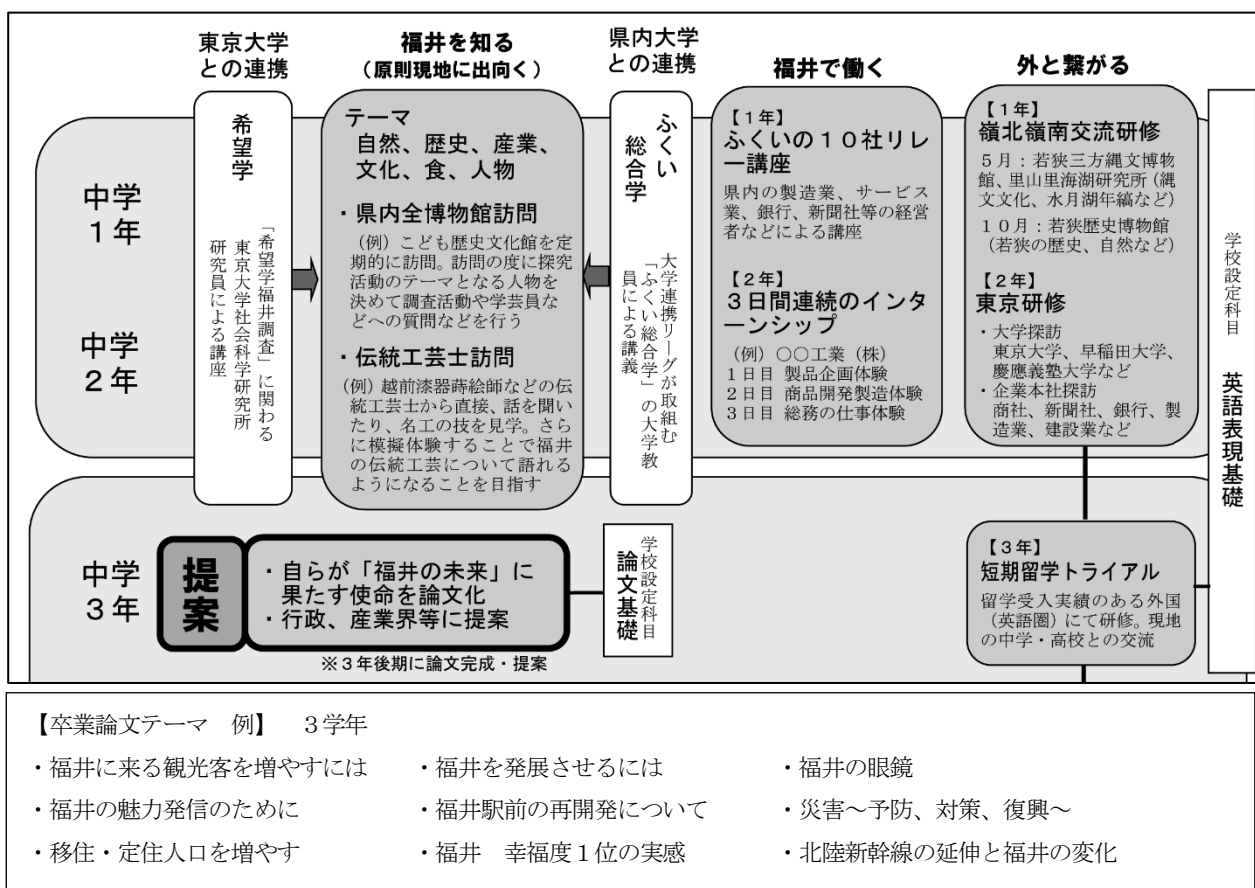 東京大学
との連携
福井を知る
（原則現地に出向く）
県内大学
との連携
福井で働く
外と繋がる
中学
１年
中学
２年
希望学
「希望学福井調査」に関わる
東京大学社会科学研究所
研究員による講座
テーマ
自然、歴史、産業、
文化、食、人物
・県内全博物館訪問
（例）こども歴史文化館を定
期的に訪問。訪問の度に探究
活動のテーマとなる人物を
決めて調査活動や学芸員な
どへの質問などを行う
・伝統工芸士訪問
（例）越前漆器蒔絵師などの伝
統工芸士から直接、話を聞い
たり、名工の技を見学。さら
に模擬体験することで福井
の伝統工芸について語れる
ようになることを目指す
ふくい
総合学
大学連携リーグが取組む
「ふくい総合学」の大学教
員による講義
【１年】
ふくいの１０社リレ
ー講座
県内の製造業、サービス
業、銀行、新聞社等の経営
者などによる講座
【２年】
３日間連続のインタ
ーンシップ
（例）○○工業（株）
１日目 製品企画体験
２日目 商品開発製造体験
３日目 総務の仕事体験
【１年】
嶺北嶺南交流研修
５月：若狭三方縄文博物
館、里山里海湖研究所（縄
文文化、水月湖年縞など）
１０月：若狭歴史博物館
（若狭の歴史、自然など）
【２年】
東京研修
・大学探訪
東京大学、早稲田大学、
慶應義塾大学など
・企業本社探訪
商社、新聞社、銀行、製
造業、建設業など
学校設定科目
英語表現基礎
中学
３年
提案
・自らが「福井の未来」に
果たす使命を論文化
・行政、産業界等に提案
※３年後期に論文完成・提案
学校設定科目
論文基礎
【３年】
短期留学トライアル
留学受入実績のある外国
（英語圏）にて研修。現地
の中学・高校との交流
【卒業論文テーマ　例】　３学年
・福井に来る観光客を増やすには　・福井を発展させるには　・福井の眼鏡
・福井の魅力発信のために　・福井駅前の再開発について　・災害～予防、対策、復興～
・移住・定住人口を増やす　・福井　幸福度１位の実感　・北陸新幹線の延伸と福井の変化